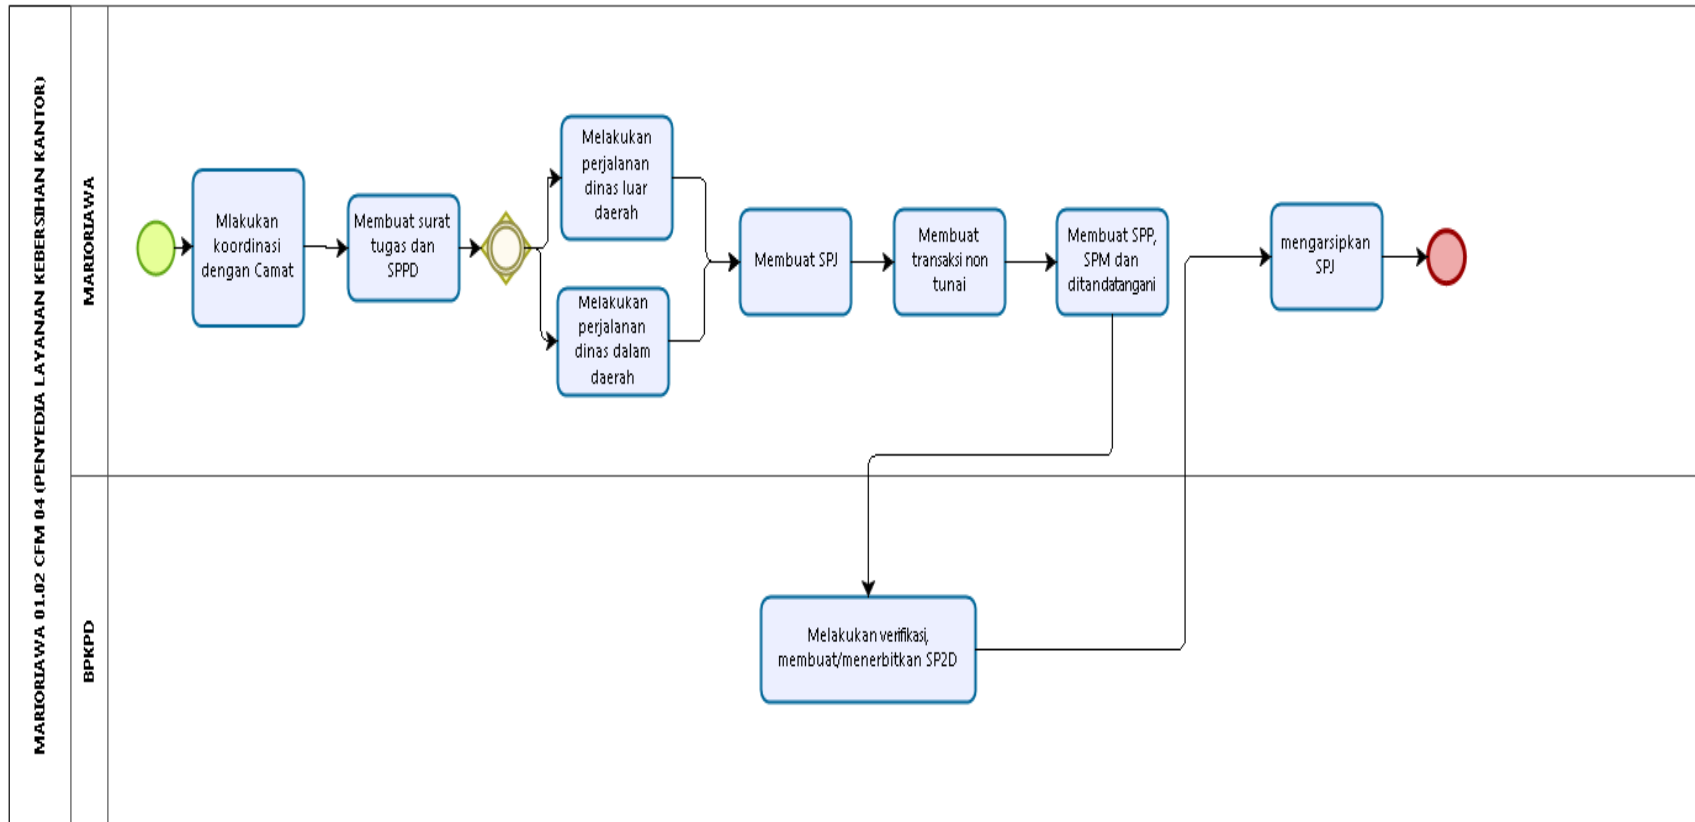 MARIORIAWA 01.02 CFM 04 (PENYEDIA LAYANAN KEBERSIHAN KANTOR)
MARIORIAWA
Mlakukan
koordinasi
dengan Camat
Membuat surat
tugas dan
SPPD
Melakukan
perjalanan
dinas luar
daerah
Melakukan
perjalanan
dinas dalam
daerah
Membuat SPJ
Membuat
transaksi non
tunai
Membuat SPP,
SPM dan
ditandatangani
mengarsipkan
SPJ
BPKPD
Melakukan verifikasi,
membuat/menerbitkan SP2D